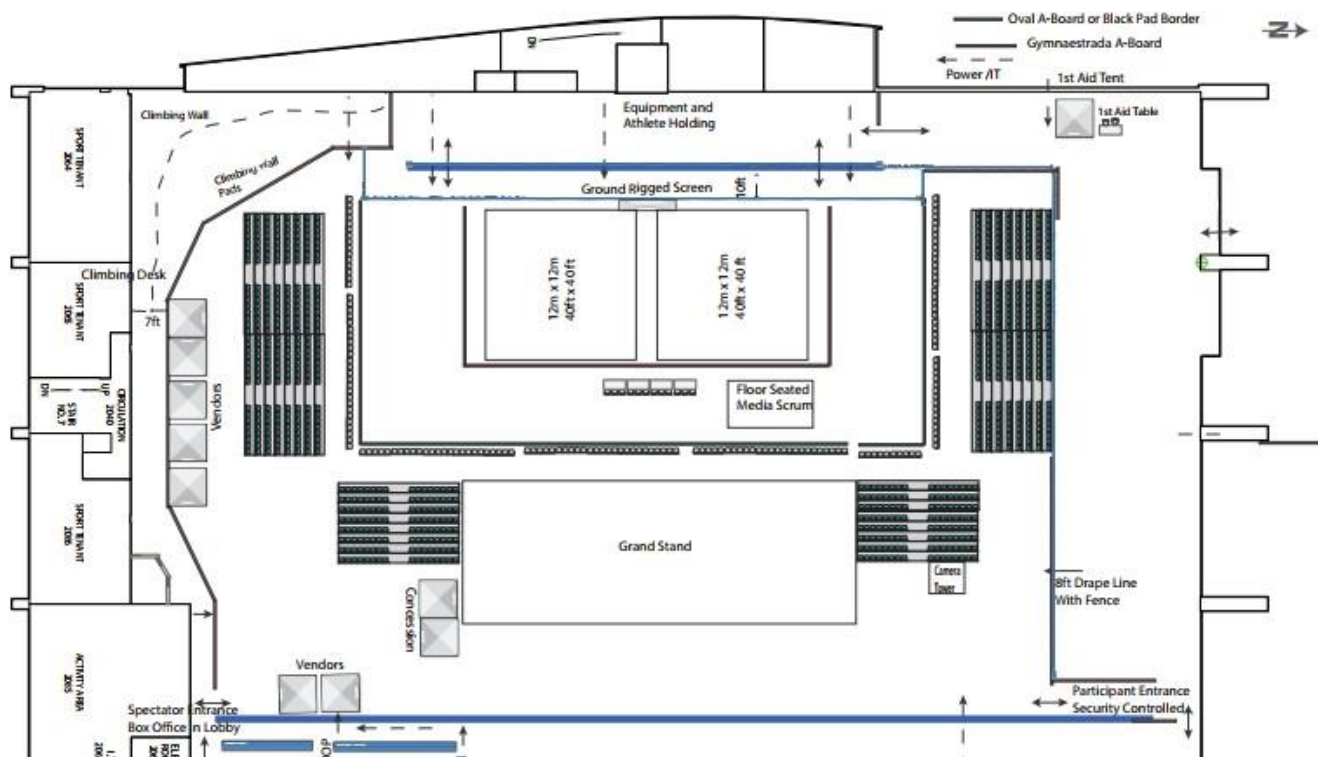 Oval A-Board or Black Pad Border
Gymnaestrada A-Board
Power /IT
N
DN
1st Aid Tent
1st Aid Table
Climbing Wall
Equipment and
Athlete Holding
SPORT TENANT
2064
Climbing Wall
Pads
Ground Rigged Screen
10ft
12m x 12m
40ft x 40ft
12m x 12m
40ft x 40 ft
Climbing Desk
7ft
SPORT TENANT
2065
Vendors
DN
UP
STAIR
NO. 7
CIRCULATION
2040
Floor Seated
Media Scrum
SPORT TENANT
2066
Grand Stand
Camera
Tower
8ft Drape Line
With Fence
Concession
Vendors
ACTIVITY AREA
Spectator Entrance
Box Office in Lobby
Participant Entrance
Security Controlled